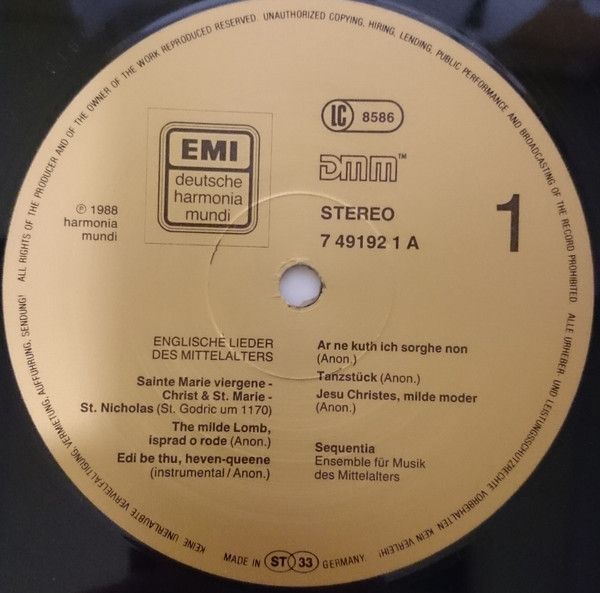 ALL RIGHTS OF THE PRODUCER AND OF THE OWNER OF THE WORK REPRODUCED RESERVED. UNAUTHORIZED COPYING, HIRING, LENDING, PUBLIC PERFORMANCE AND BROADCASTING OF THE RECORD PROHIBITED.
ALLE URHEBER- UND LEISTUNGSSCHUTZRECHTE VORBEHALTEN. KEIN VERLEIH! KEINE UNERLAUBTE VERVIELFÄLTIGUNG, VERMIETUNG, AUFFÜHRUNG, SENDUNG!
EMI
deutsche
harmonia
mundi
℗ 1988
harmonia
mundi
LC 8586
DMM™
STEREO
7 49192 1 A
1
ENGLISCHE LIEDER
DES MITTELALTERS
Sainte Marie viergene -
Christ & St. Marie -
St. Nicholas (St. Godric um 1170)
The milde Lomb,
isprad o rode (Anon.)
Edi be thu, heven-queene
(instrumental/Anon.)
Ar ne kuth ich sorghe non
(Anon.)
Tanzstück (Anon.)
Jesu Christes, milde moder
(Anon.)
Sequentia
Ensemble für Musik
des Mittelalters
MADE IN ST 33 GERMANY